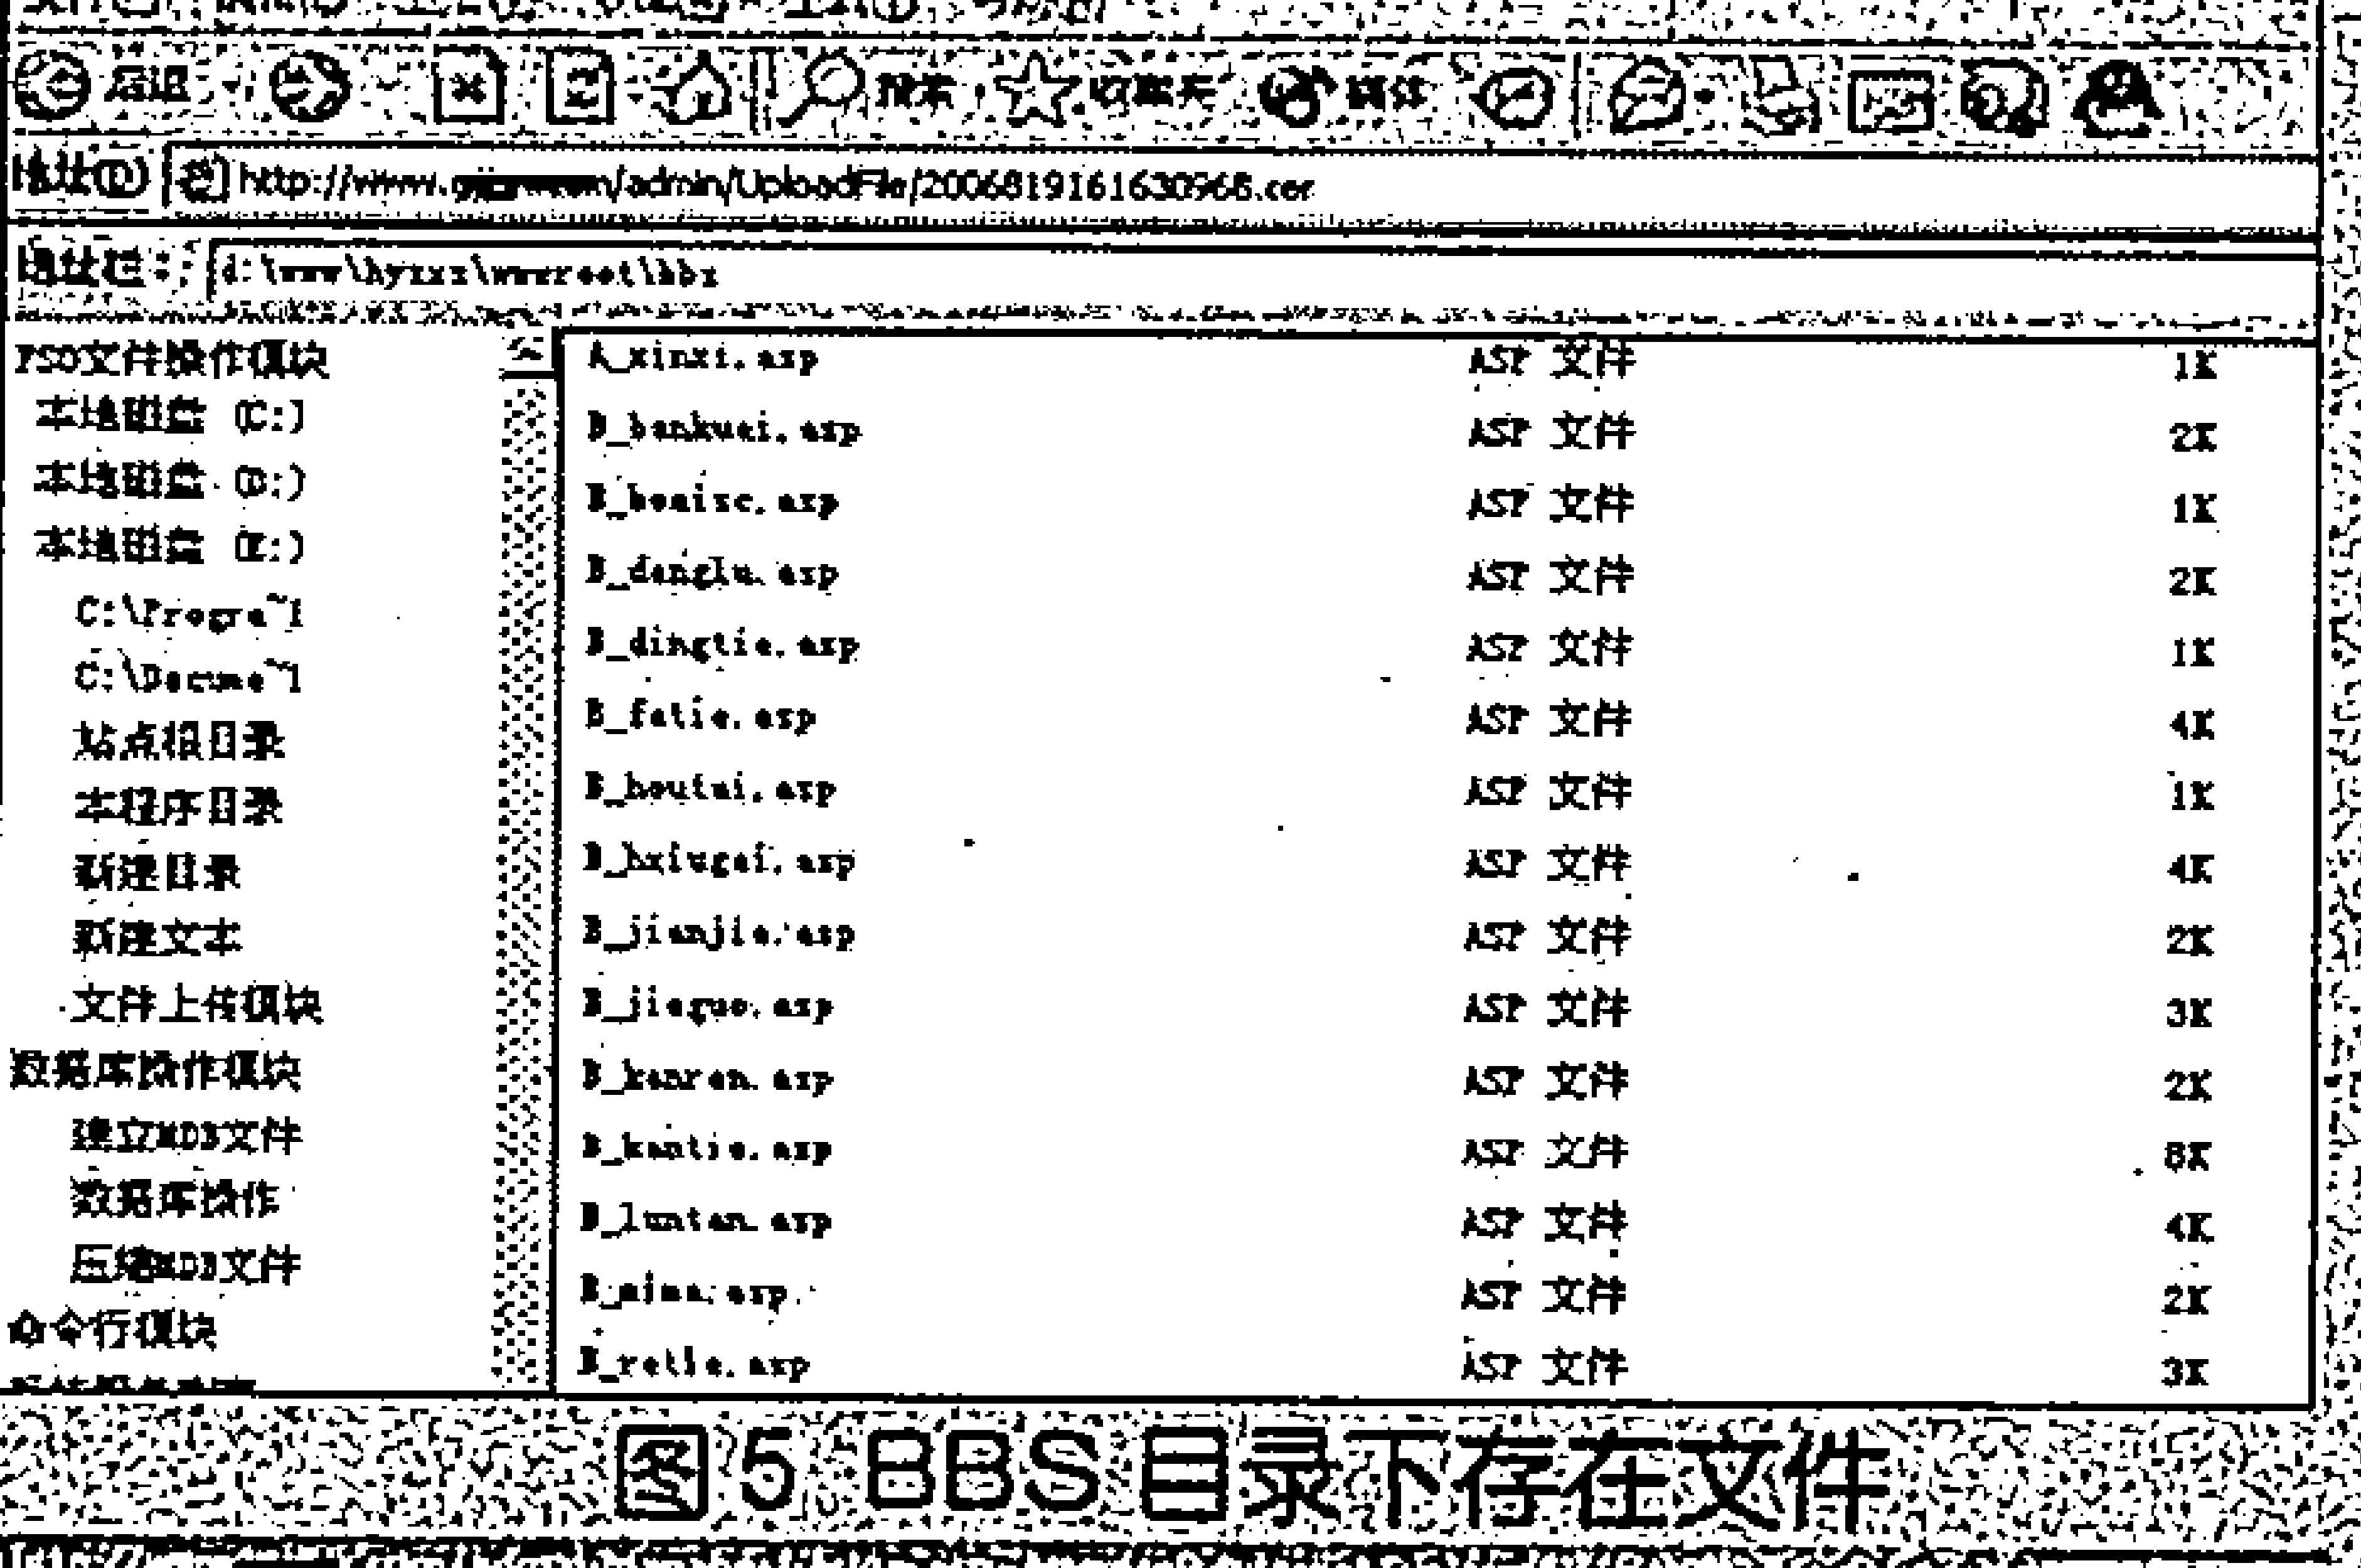 后退 搜索 收藏夹
地址(D) http://www. /admin/UploadFile/2006819161630968.cer
地址栏: d:\www\hyzxx\wwwroot\bbs
FSO文件操作模块
本地磁盘 (C:)
本地磁盘 (D:)
本地磁盘 (E:)
C:\Progra~1
C:\Docume~1
站点根目录
本程序目录
新建目录
新建文本
文件上传模块
数据库操作模块
建立MDB文件
数据库操作
压缩MDB文件
命令行模块
A_xinxi.asp ASP 文件 1K
B_bankuai.asp ASP 文件 2K
ASP 文件 1K
B_denglu.asp ASP 文件 2K
B_dingtie.asp ASP 文件 1K
B_fatie.asp ASP 文件 4K
B_houtai.asp ASP 文件 1K
B_hxiugai.asp ASP 文件 4K
B_jianjie.asp ASP 文件 2K
B_jieguo.asp ASP 文件 3K
B_kanren.asp ASP 文件 2K
B_kantie.asp ASP 文件 8K
B_luntan.asp ASP 文件 4K
ASP 文件 2K
B_retie.asp ASP 文件 3K
图 5 BBS 目录下存在文件